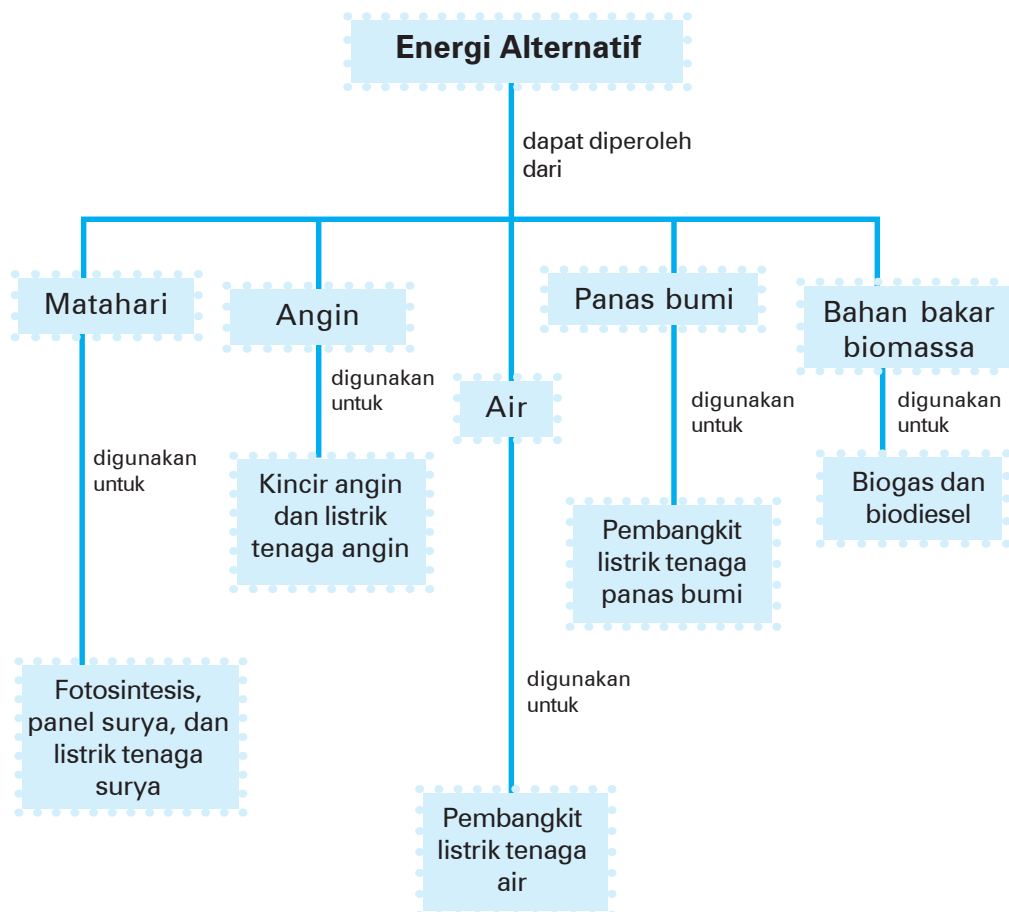 Energi Alternatif
dapat diperoleh
dari
Matahari
digunakan
untuk
Fotosintesis,
panel surya, dan
listrik tenaga
surya
Angin
digunakan
untuk
Kincir angin
dan listrik
tenaga angin
Air
digunakan
untuk
Pembangkit
listrik tenaga
air
Panas bumi
digunakan
untuk
Pembangkit
listrik tenaga
panas bumi
Bahan bakar
biomassa
digunakan
untuk
Biogas dan
biodiesel